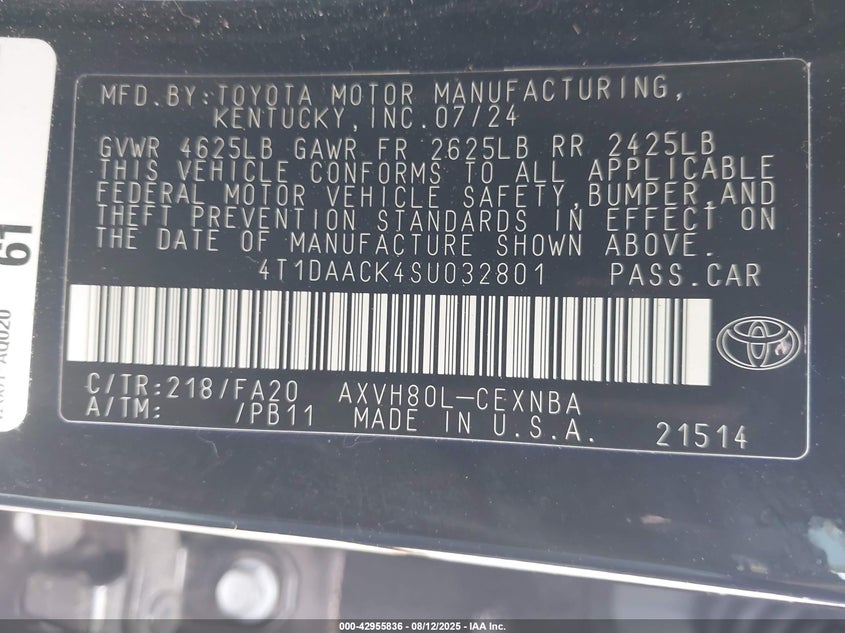 MFD.BY:TOYOTA MOTOR MANUFACTURING,
KENTUCKY,INC.07/24
GVWR 4625LB GAWR FR 2625LB RR 2425LB
THIS VEHICLE CONFORMS TO ALL APPLICABLE
FEDERAL MOTOR VEHICLE SAFETY,BUMPER,AND
THEFT PREVENTION STANDARDS IN EFFECT ON
THE DATE OF MANUFACTURE SHOWN ABOVE.
4T1DAACK4SU032801 PASS.CAR
C/TR:218/FA20 AXVH80L-CEXNBA
A/TM: /PB11 MADE IN U.S.A. 21514
61
000-42955836 - 08/12/2025 - IAA Inc.